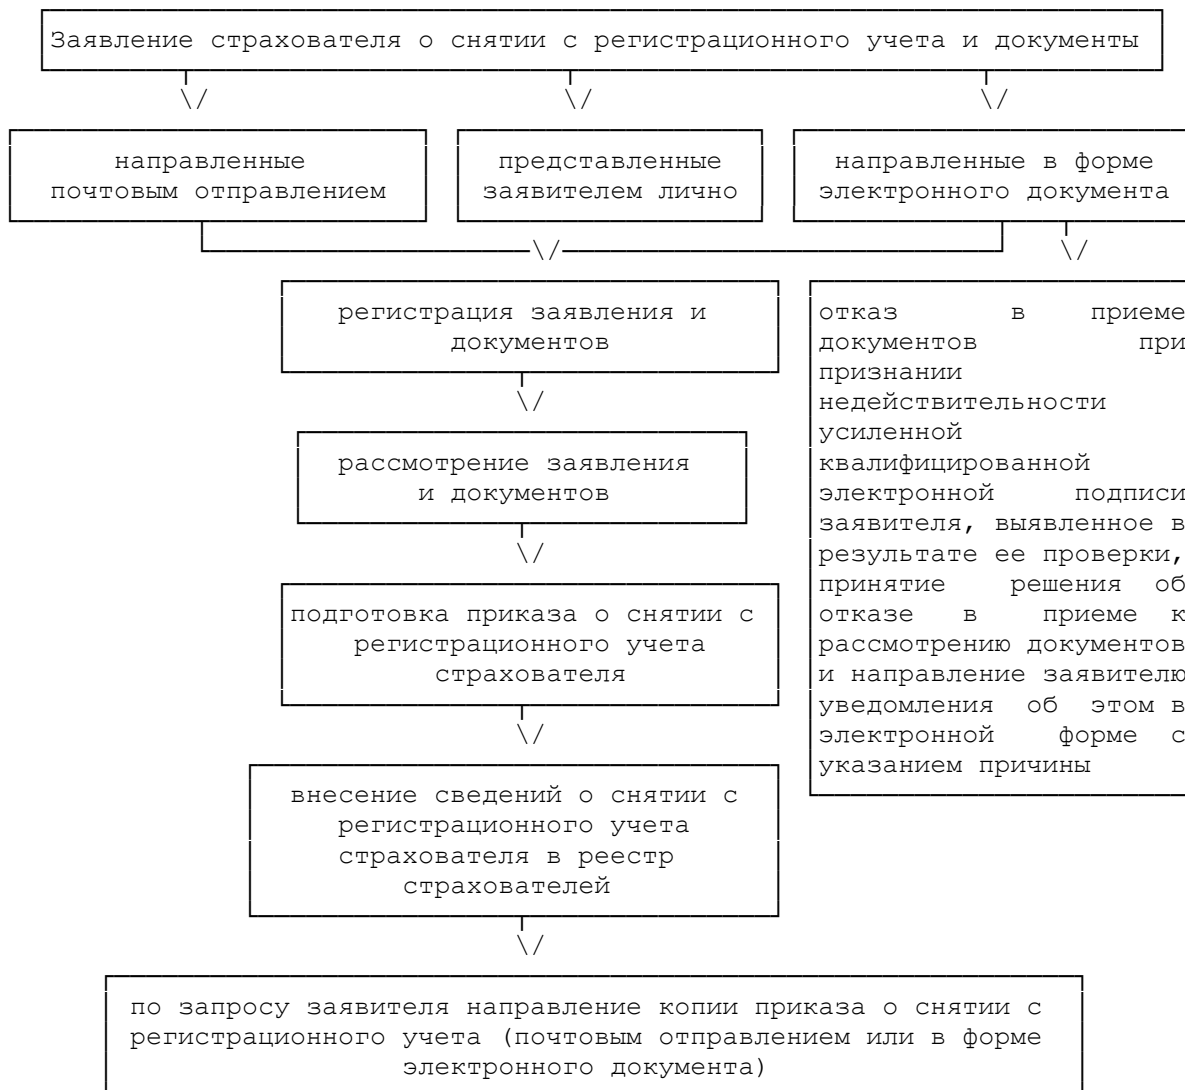 Заявление страхователя о снятии с регистрационного учета и документы
\/ \/ \/
направленные
почтовым отправлением
представленные
заявителем лично
направленные в форме
электронного документа
\/ \/
регистрация заявления и
документов
\/
рассмотрение заявления
и документов
\/
подготовка приказа о снятии с
регистрационного учета
страхователя
\/
внесение сведений о снятии с
регистрационного учета
страхователя в реестр
страхователей
\/
отказ в приеме
документов при
признании
недействительности
усиленной
квалифицированной
электронной подписи
заявителя, выявленное в
результате ее проверки,
принятие решения об
отказе в приеме к
рассмотрению документов
и направление заявителю
уведомления об этом в
электронной форме с
указанием причины
по запросу заявителя направление копии приказа о снятии с
регистрационного учета (почтовым отправлением или в форме
электронного документа)